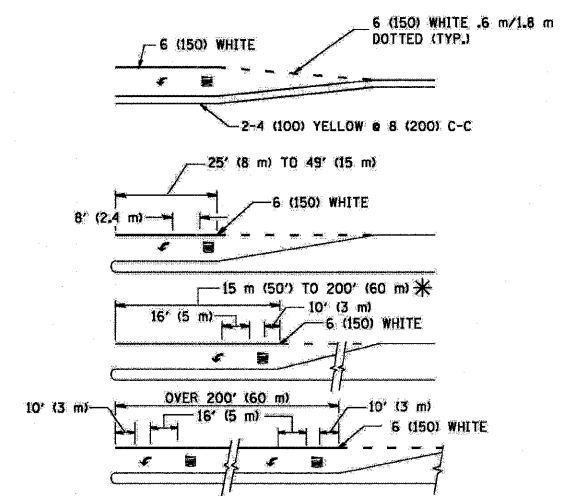 6 (150) WHITE .6 m/1.8 m
DOTTED (TYP.)
6 (150) WHITE
2-4 (100) YELLOW @ 8 (200) C-C
25' (8 m) TO 49' (15 m)
6 (150) WHITE
8' (2.4 m)
15 m (50') TO 200' (60 m) *
10' (3 m)
16' (5 m)
6 (150) WHITE
OVER 200' (60 m)
10' (3 m) 16' (5 m) 10' (3 m)
6 (150) WHITE